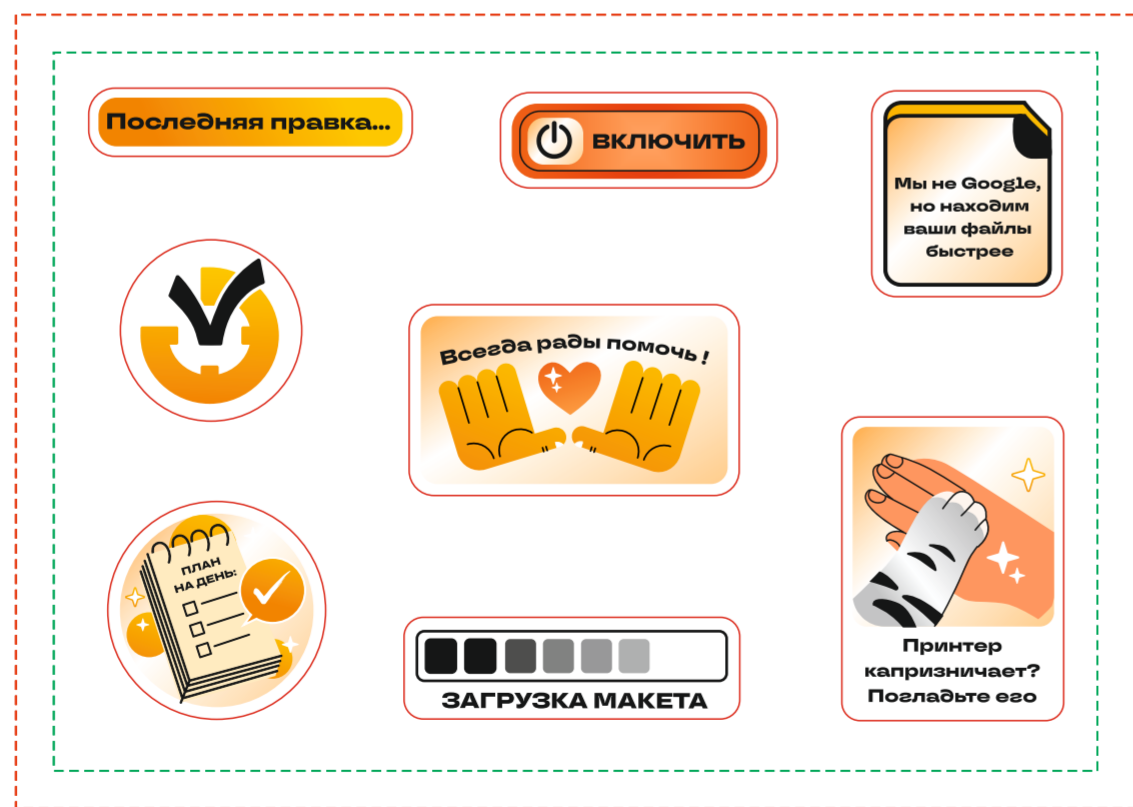 Последняя правка...
ВКЛЮЧИТЬ
Мы не Google,
но находим
ваши файлы
быстрее
Всегда рады помочь !
ПЛАН
НА ДЕНЬ:
ЗАГРУЗКА МАКЕТА
Принтер
капризничает?
Погладьте его